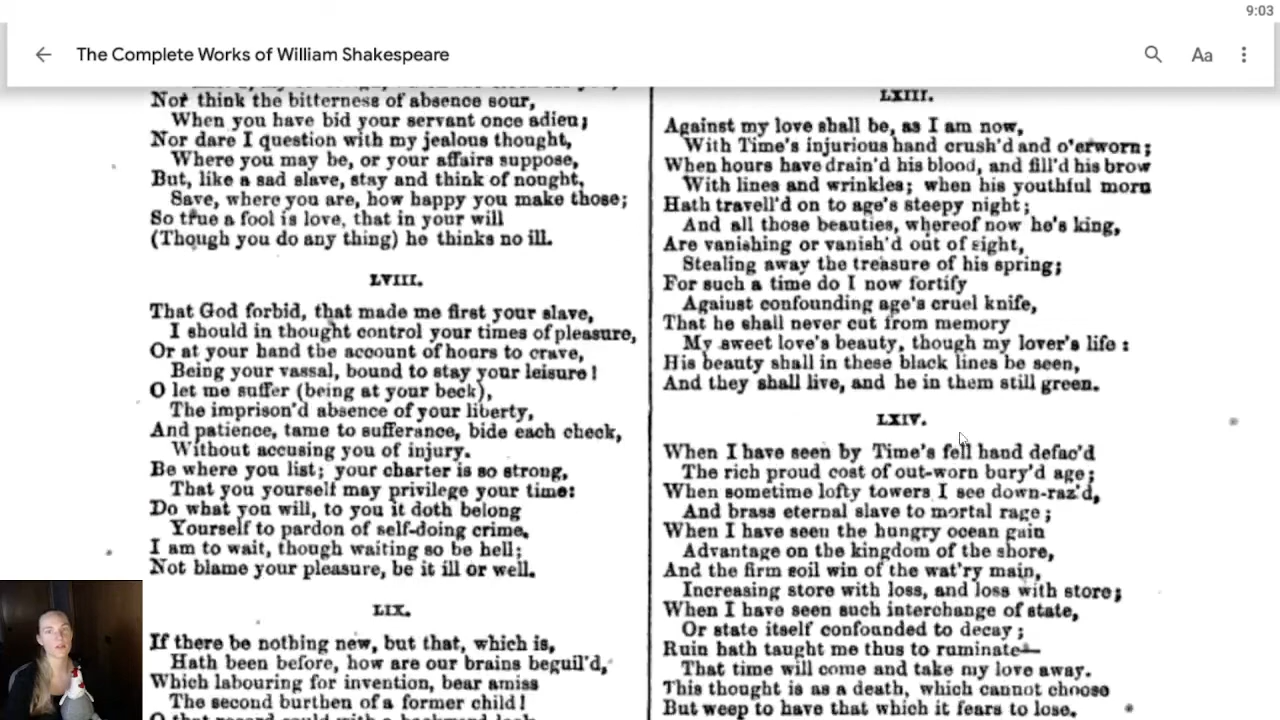 9:03
The Complete Works of William Shakespeare
Aa
Nor think the bitterness of absence sour,
When you have bid your servant once adieu;
Nor dare I question with my jealous thought,
Where you may be, or your affairs suppose,
But, like a sad slave, stay and think of nought,
Save, where you are, how happy you make those;
So true a fool is love, that in your will
(Though you do any thing) he thinks no ill.
LVIII.
That God forbid, that made me first your slave,
I should in thought control your times of pleasure,
Or at your hand the account of hours to crave,
Being your vassal, bound to stay your leisure!
O let me suffer (being at your beck),
The imprison'd absence of your liberty,
And patience, tame to sufferance, bide each check,
Without accusing you of injury.
Be where you list; your charter is so strong,
That you yourself may privilege your time:
Do what you will, to you it doth belong
Yourself to pardon of self-doing crime.
I am to wait, though waiting so be hell;
Not blame your pleasure, be it ill or well.
LIX.
If there be nothing new, but that, which is,
Hath been before, how are our brains beguil'd,
Which labouring for invention, bear amiss
The second burthen of a former child!
LXIII.
Against my love shall be, as I am now,
With Time's injurious hand crush'd and o'erworn;
When hours have drain'd his blood, and fill'd his brow
With lines and wrinkles; when his youthful morn
Hath travell'd on to age's steepy night;
And all those beauties, whereof now he's king,
Are vanishing or vanish'd out of sight,
Stealing away the treasure of his spring;
For such a time do I now fortify
Against confounding age's cruel knife,
That he shall never cut from memory
My sweet love's beauty, though my lover's life:
His beauty shall in these black lines be seen,
And they shall live, and he in them still green.
LXIV.
When I have seen by Time's fell hand defac'd
The rich proud cost of out-worn bury'd age;
When sometime lofty towers I see down-raz'd,
And brass eternal slave to mortal rage;
When I have seen the hungry ocean gain
Advantage on the kingdom of the shore,
And the firm soil win of the wat'ry main,
Increasing store with loss, and loss with store;
When I have seen such interchange of state,
Or state itself confounded to decay;
Ruin hath taught me thus to ruminate—
That time will come and take my love away.
This thought is as a death, which cannot choose
But weep to have that which it fears to lose.